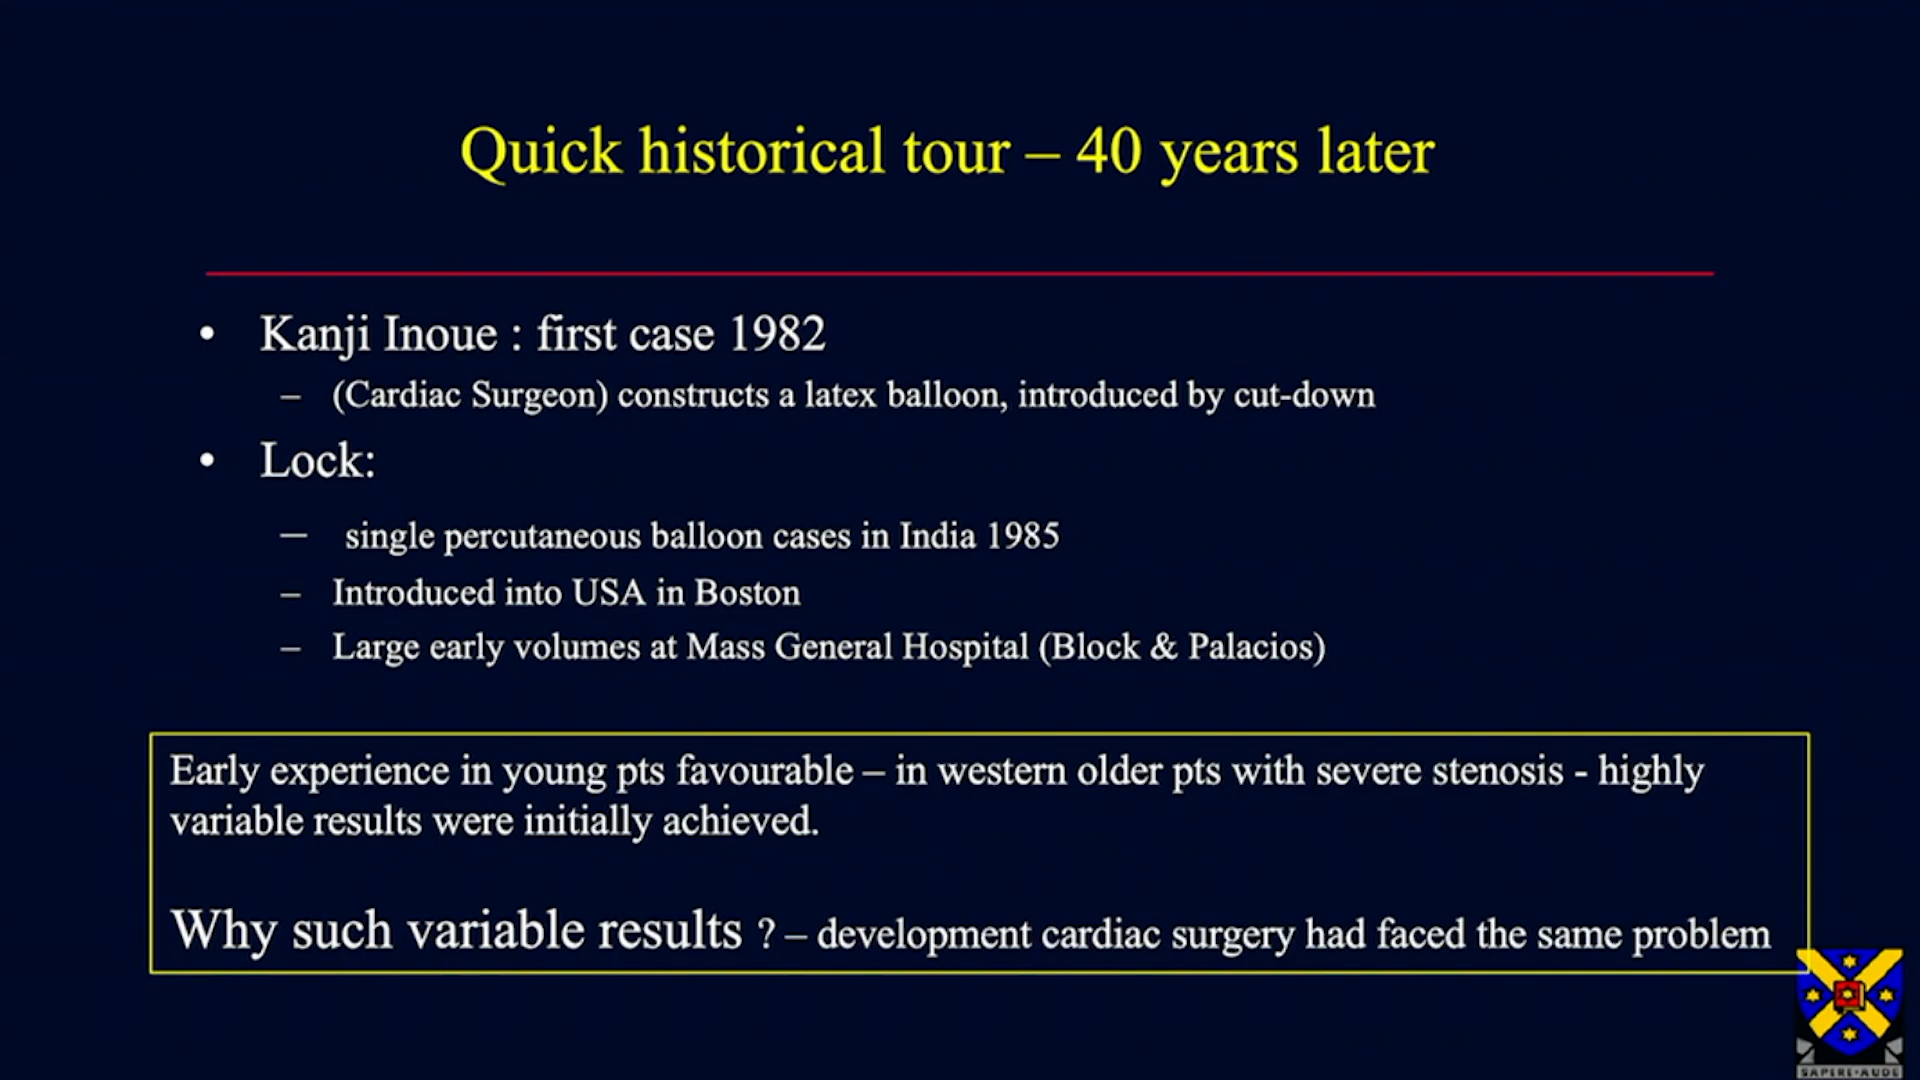 Quick historical tour – 40 years later
• Kanji Inoue : first case 1982
– (Cardiac Surgeon) constructs a latex balloon, introduced by cut-down
• Lock:
– single percutaneous balloon cases in India 1985
– Introduced into USA in Boston
– Large early volumes at Mass General Hospital (Block & Palacios)
Early experience in young pts favourable – in western older pts with severe stenosis - highly
variable results were initially achieved.
Why such variable results ? – development cardiac surgery had faced the same problem
SAPERE·AUDE